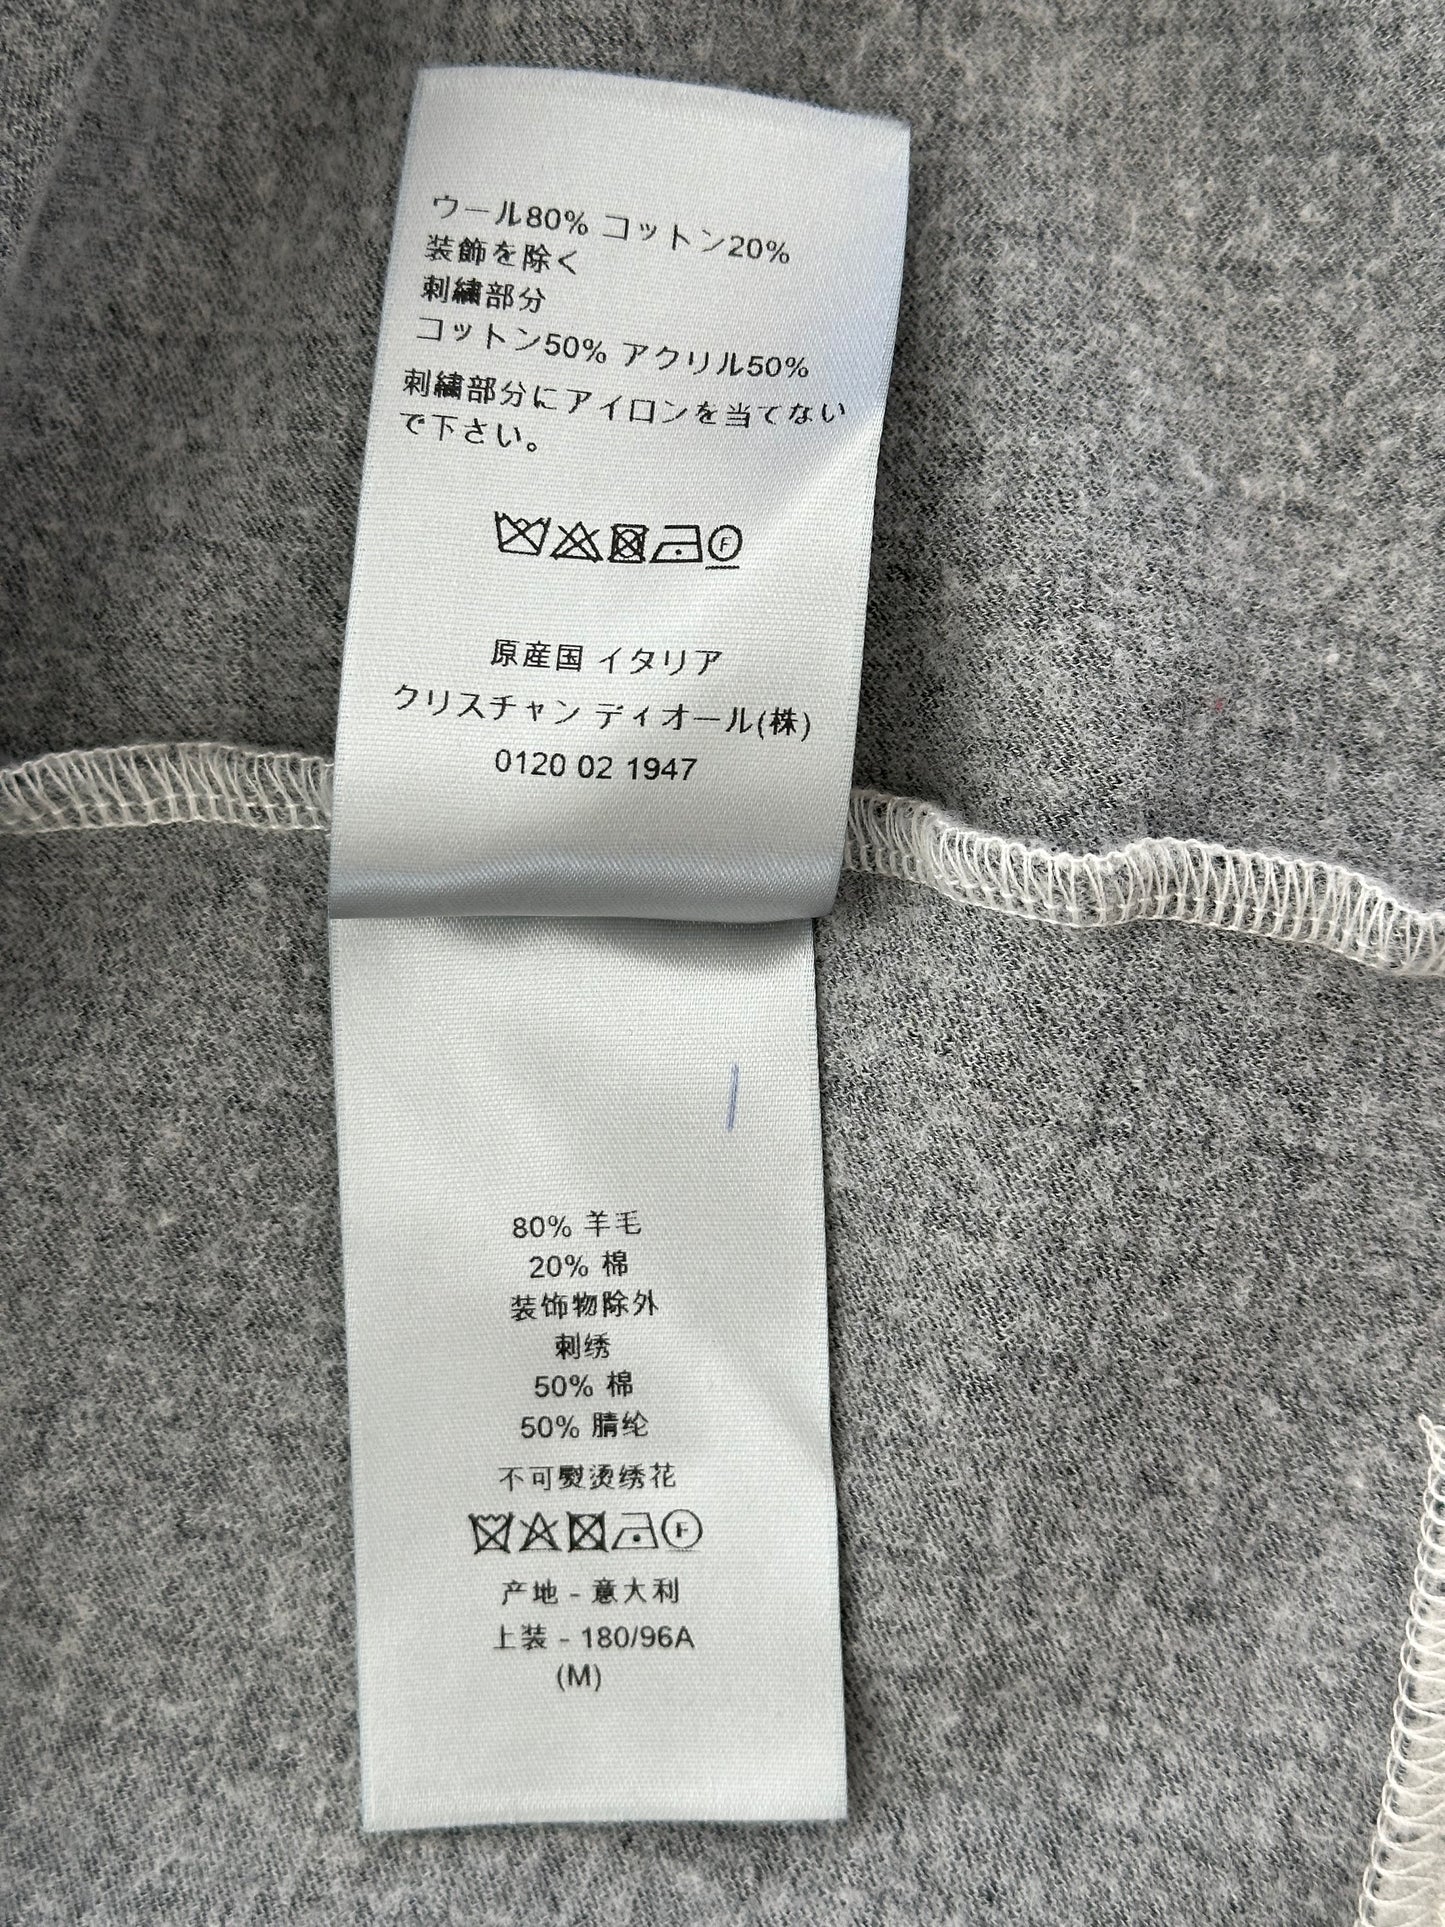 ウール80% コットン20%
装飾を除く
刺繍部分
コットン50% アクリル50%
刺繍部分にアイロンを当てない
で下さい。
F
原産国 イタリア
クリスチャン ディオール(株)
0120 02 1947
80% 羊毛
20% 棉
装饰物除外
刺绣
50% 棉
50% 腈纶
不可熨烫绣花
F
产地 - 意大利
上装 - 180/96A
(M)